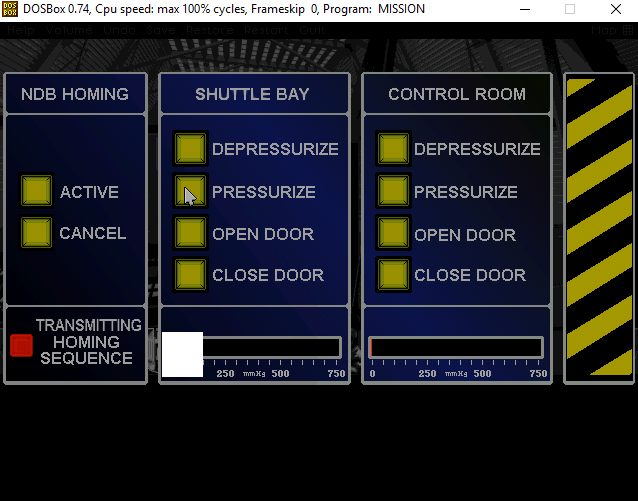 DOSBox 0.74, Cpu speed: max 100% cycles, Frameskip 0, Program: MISSION
Help Volume Undo Save Restore Restart Quit Map
NDB HOMING
ACTIVE
CANCEL
TRANSMITTING
HOMING
SEQUENCE
SHUTTLE BAY
DEPRESSURIZE
PRESSURIZE
OPEN DOOR
CLOSE DOOR
250 mmHg 500 750
CONTROL ROOM
DEPRESSURIZE
PRESSURIZE
OPEN DOOR
CLOSE DOOR
0 250 mmHg 500 750